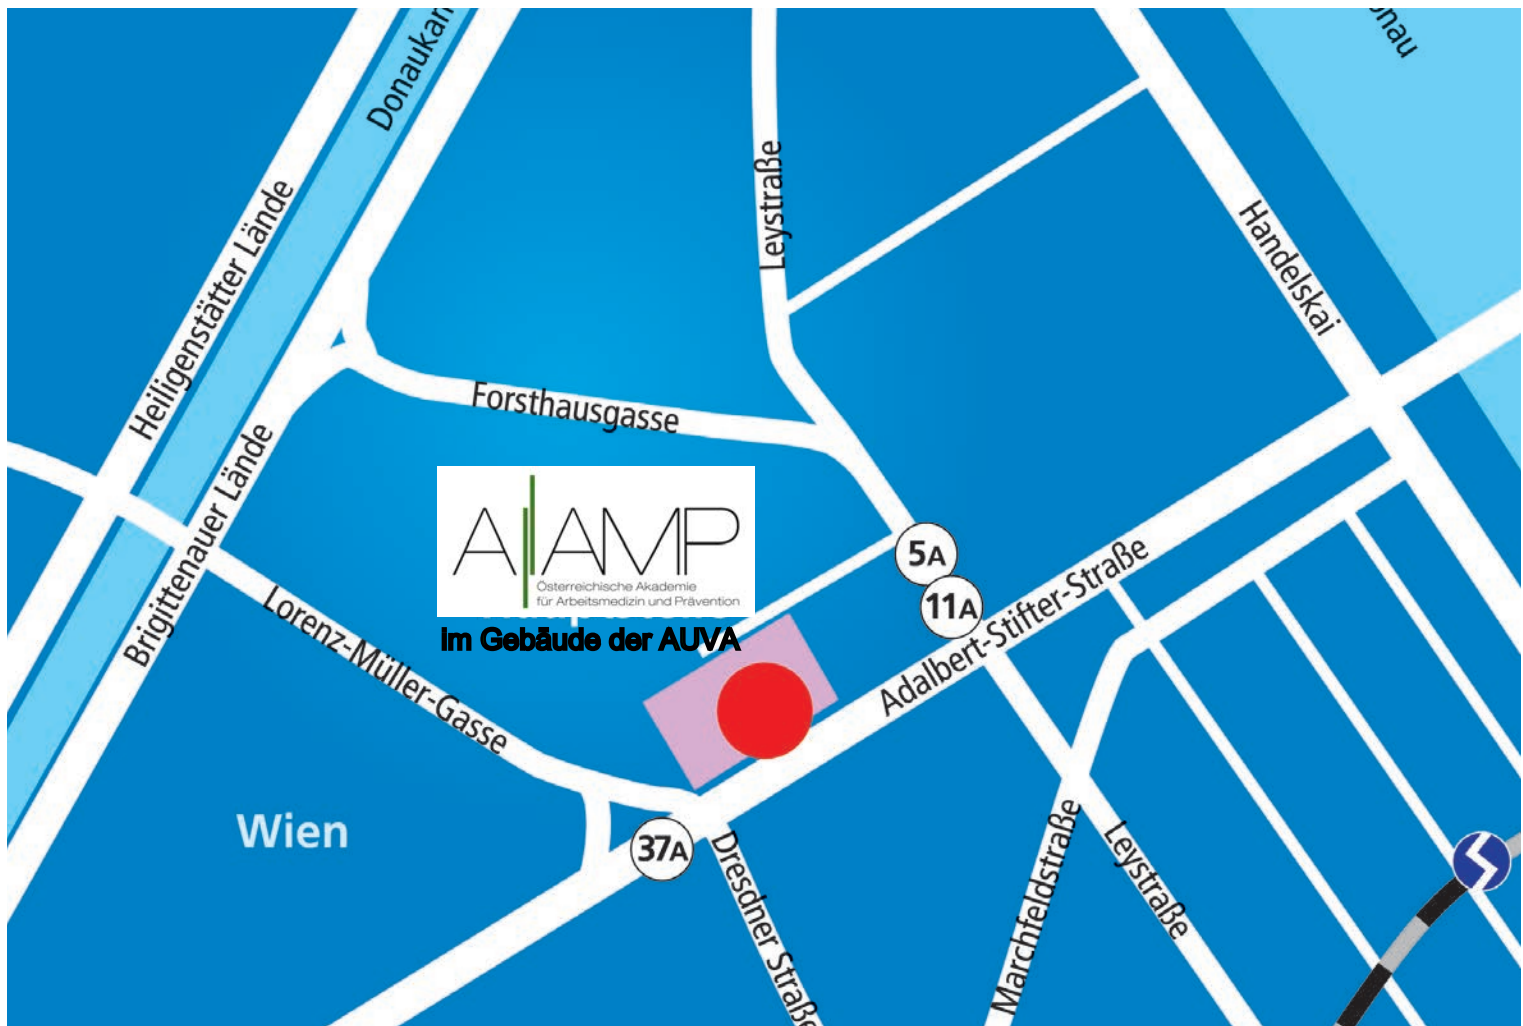 Donaukan
onau
Leystraße
Heiligenstätter Lände
Handelskai
Forsthausgasse
Brigittenauer Lände
AAMP
Österreichische Akademie
für Arbeitsmedizin und Prävention
im Gebäude der AUVA
5A
11A
Adalbert-Stifter-Straße
Lorenz-Müller-Gasse
Wien
37A
Dresdner Straße
Marchfeldstraße
Leystraße